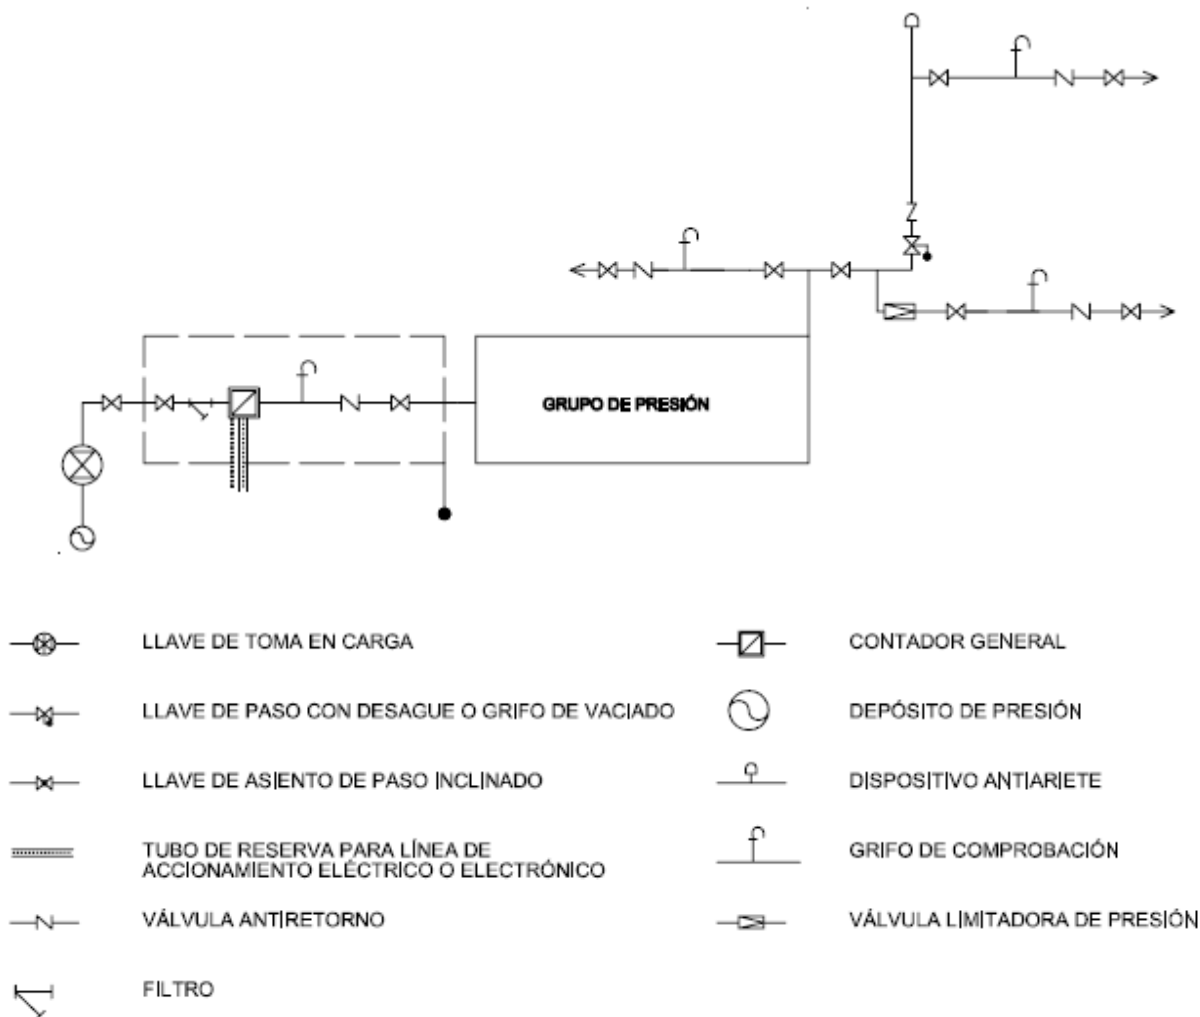 GRUPO DE PRESIÓN
LLAVE DE TOMA EN CARGA
CONTADOR GENERAL
LLAVE DE PASO CON DESAGUE O GRIFO DE VACIADO
DEPÓSITO DE PRESIÓN
LLAVE DE ASIENTO DE PASO INCLINADO
DISPOSITIVO ANTIARIETE
TUBO DE RESERVA PARA LÍNEA DE
ACCIONAMIENTO ELÉCTRICO O ELECTRÓNICO
GRIFO DE COMPROBACIÓN
VÁLVULA ANTIRETORNO
VÁLVULA LIMITADORA DE PRESIÓN
FILTRO